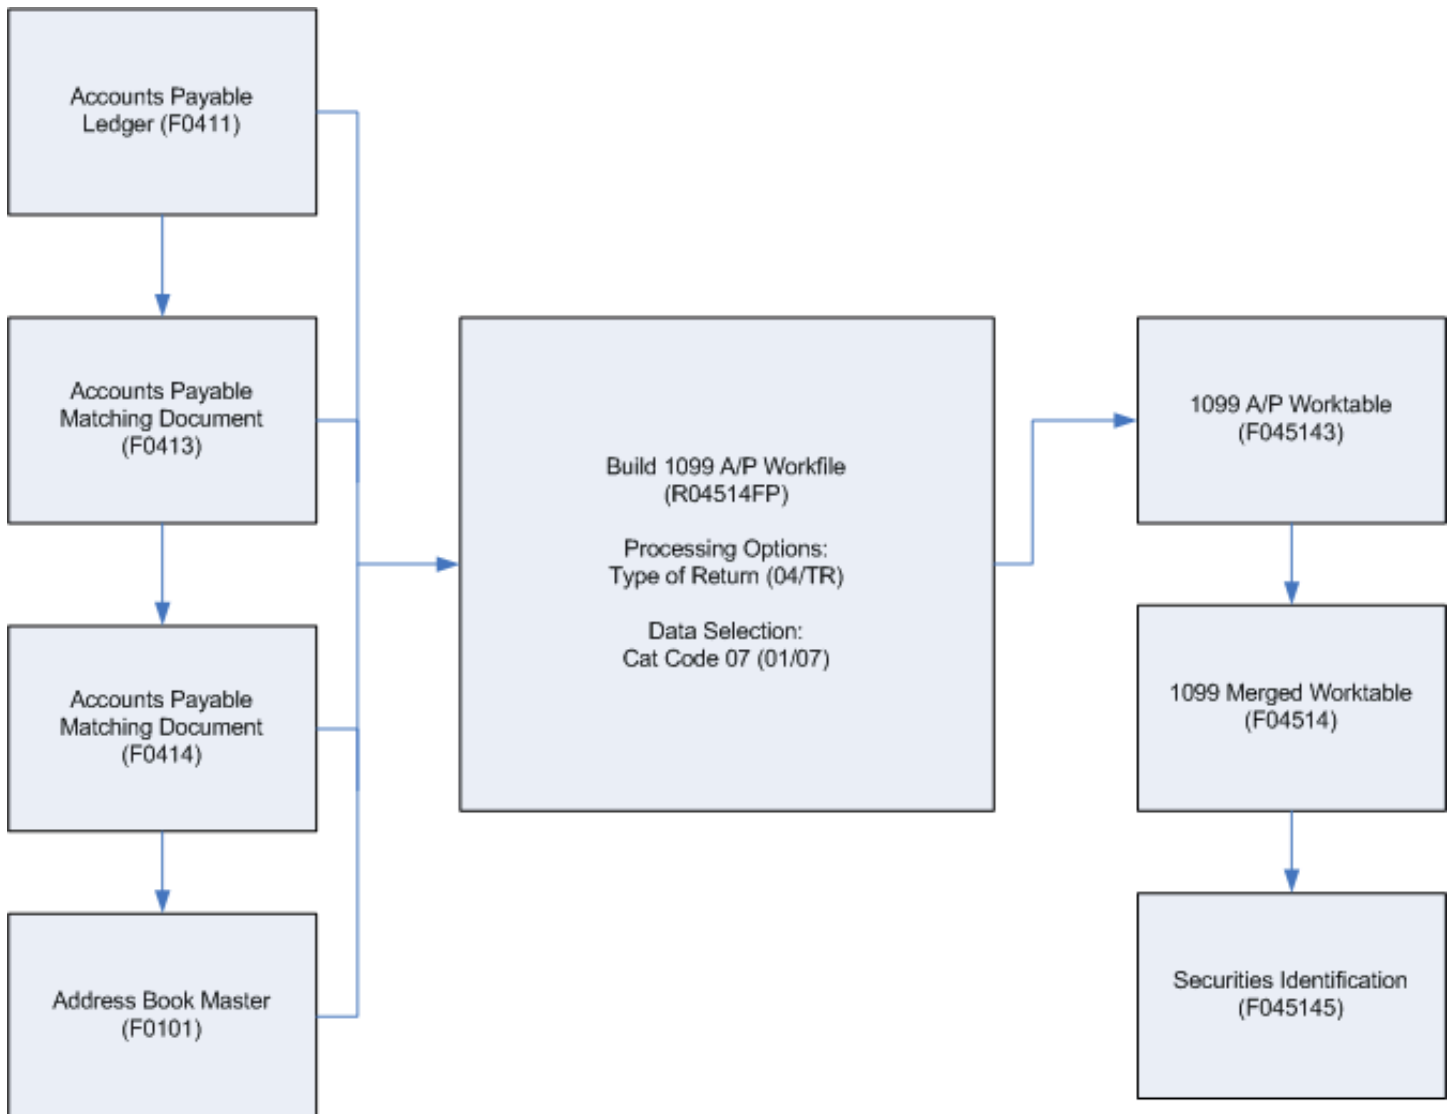 Accounts Payable
Ledger (F0411)
Accounts Payable
Matching Document
(F0413)
Accounts Payable
Matching Document
(F0414)
Address Book Master
(F0101)
Build 1099 A/P Workfile
(R04514FP)
Processing Options:
Type of Return (04/TR)
Data Selection:
Cat Code 07 (01/07)
1099 A/P Worktable
(F045143)
1099 Merged Worktable
(F04514)
Securities Identification
(F045145)